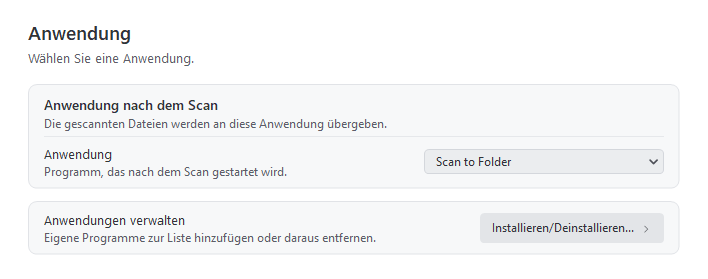 Anwendung
Wählen Sie eine Anwendung.
Anwendung nach dem Scan
Die gescannten Dateien werden an diese Anwendung übergeben.
Anwendung
Scan to Folder
Programm, das nach dem Scan gestartet wird.
Anwendungen verwalten
Installieren/Deinstallieren...
Eigene Programme zur Liste hinzufügen oder daraus entfernen.